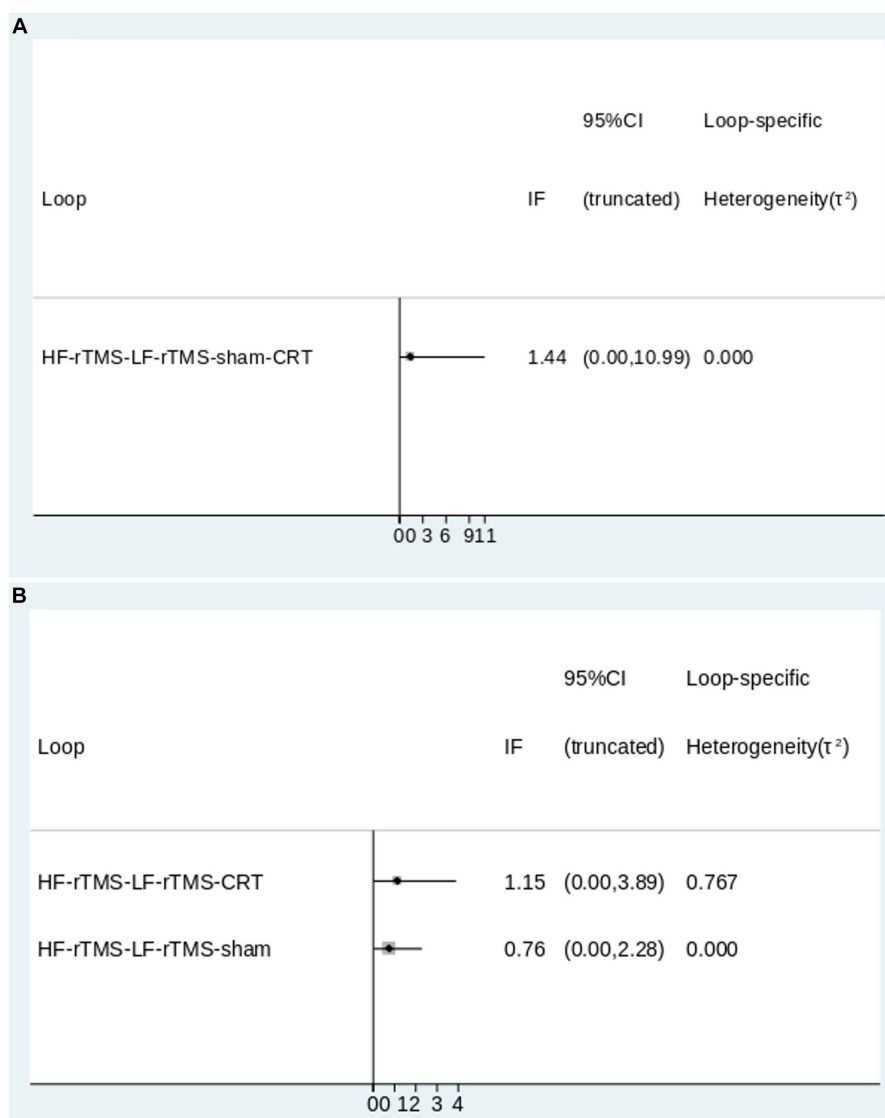 A
95%CI Loop-specific
Loop IF (truncated) Heterogeneity(τ²)
HF-rTMS-LF-rTMS-sham-CRT 1.44 (0.00,10.99) 0.000
00 3 6 911
B
95%CI Loop-specific
Loop IF (truncated) Heterogeneity(τ²)
HF-rTMS-LF-rTMS-CRT 1.15 (0.00,3.89) 0.767
HF-rTMS-LF-rTMS-sham 0.76 (0.00,2.28) 0.000
00 12 3 4